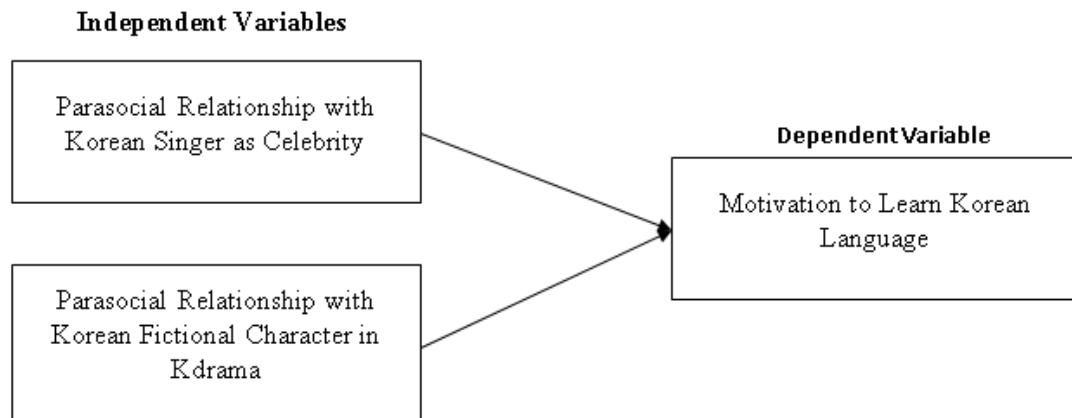 Independent Variables
Parasocial Relationship with
Korean Singer as Celebrity
Dependent Variable
Motivation to Learn Korean
Language
Parasocial Relationship with
Korean Fictional Character in
Kdrama